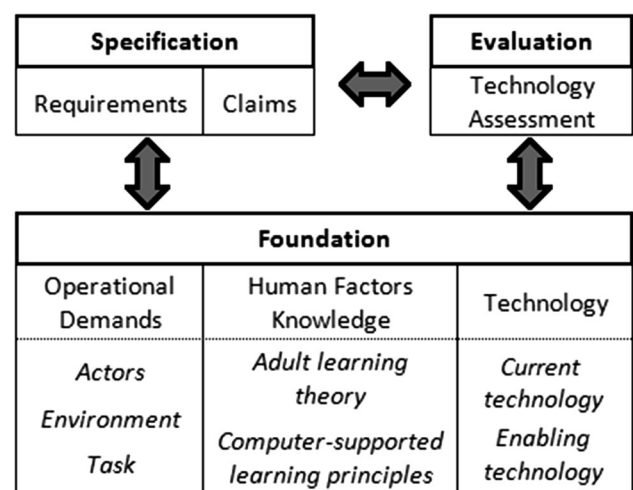 Specification
Requirements
Claims
Evaluation
Technology
Assessment
Foundation
Operational
Demands
Human Factors
Knowledge
Technology
Actors
Environment
Task
Adult learning
theory
Computer-supported
learning principles
Current
technology
Enabling
technology